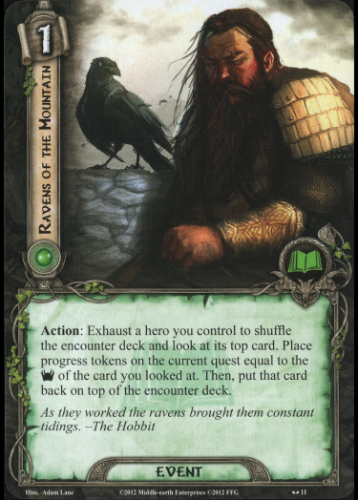 1
RAVENS OF THE MOUNTAIN
Action: Exhaust a hero you control to shuffle
the encounter deck and look at its top card. Place
progress tokens on the current quest equal to the
of the card you looked at. Then, put that card
back on top of the encounter deck.
As they worked the ravens brought them constant
tidings. –The Hobbit
EVENT
Illus. Adam Lane ©2012 Middle-earth Enterprises ©2012 FFG 11